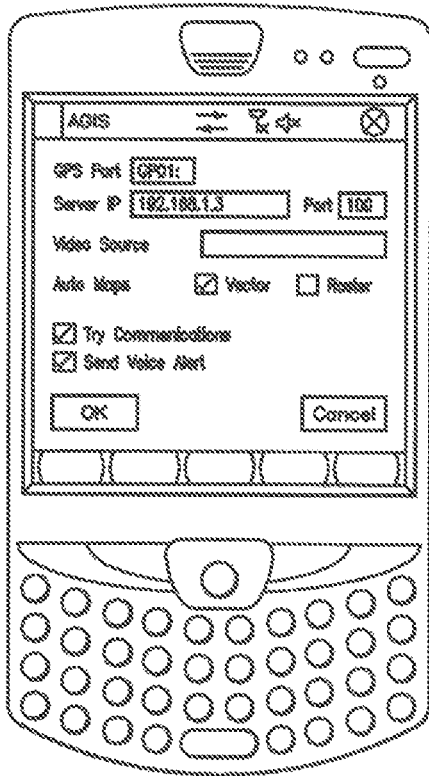 AGIS
GPS Port GPO1:
Server IP 192.168.1.3 Port 100
Video Source
Auto Maps Vector Raster
Try Communications
Send Voice Alert
OK Cancel